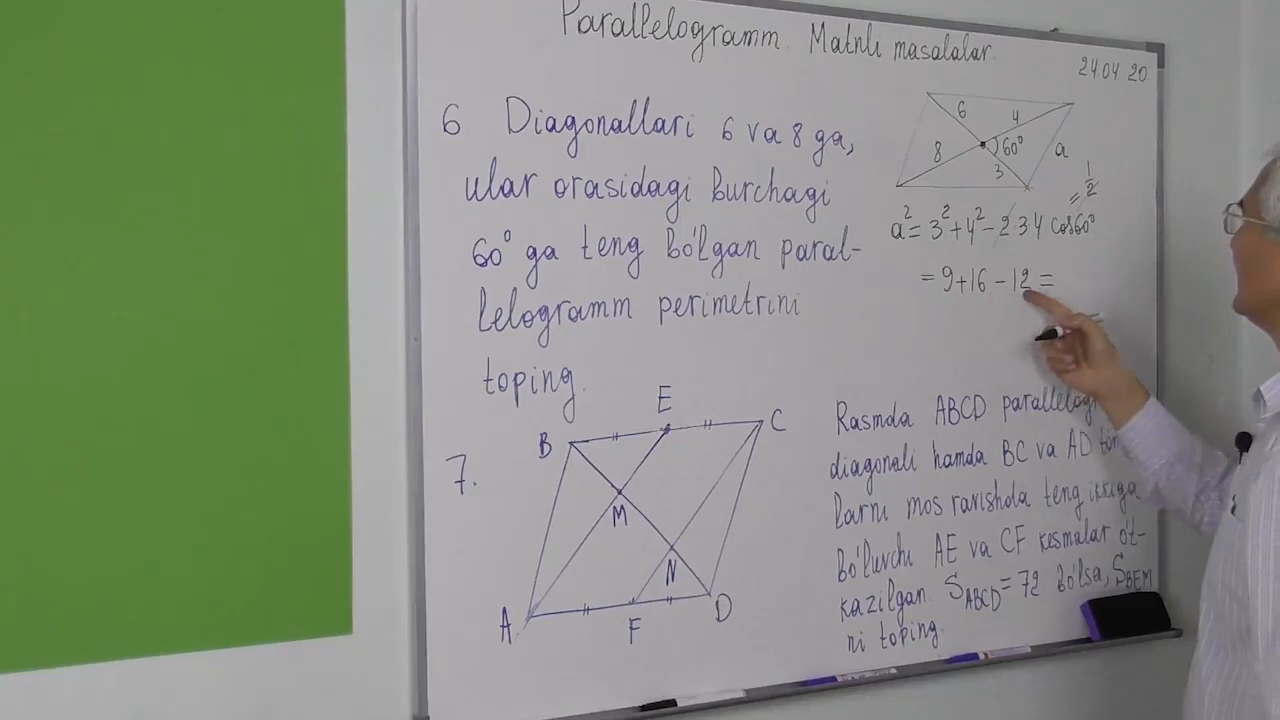 Parallelogramm. Matnli masalalar.
24.04 20
6 Diagonallari 6 va 8 ga,
ular orasidagi burchagi
60° ga teng bo'lgan paral-
lelogramm perimetrini
toping.
6
4
8
60°
3
a
a² = 3² + 4² - 2·3·4 cos60°
= 1/2
= 9+16 - 12 =
7.
B
E
C
M
N
A
F
D
Rasmda ABCD
diagonali hamda BC va AD
larni mos ravishda teng ikkiga
bo'luvchi AE va CF kesmalar o't-
kazilgan. S_ABCD = 72 bo'lsa, S_BEM
ni toping.